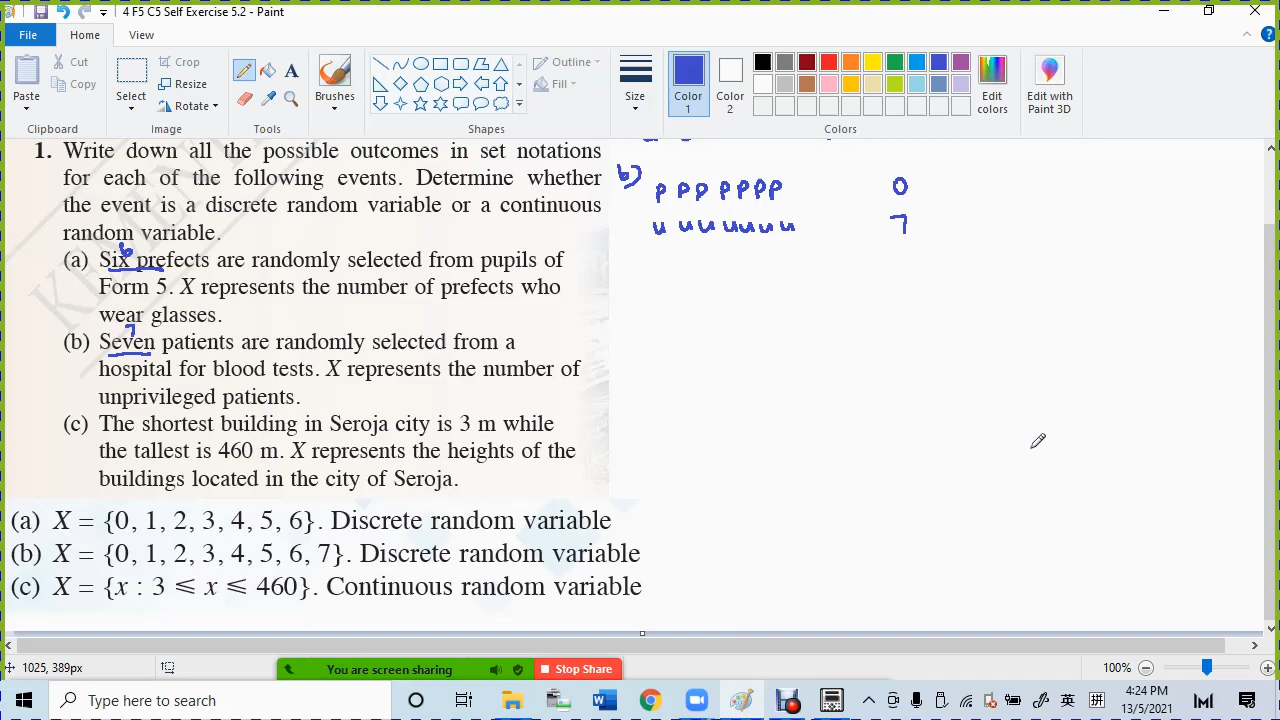 4 F5 C5 Self Exercise 5.2 - Paint
File Home View
Paste
Cut
Copy
Clipboard
Select
Crop
Resize
Rotate
Image
Tools
Brushes
Shapes
Outline
Fill
Size
Color 1
Color 2
Colors
Edit colors
Edit with Paint 3D
1. Write down all the possible outcomes in set notations
for each of the following events. Determine whether
the event is a discrete random variable or a continuous
random variable.
6
(a) Six prefects are randomly selected from pupils of
Form 5. X represents the number of prefects who
wear glasses.
7
(b) Seven patients are randomly selected from a
hospital for blood tests. X represents the number of
unprivileged patients.
(c) The shortest building in Seroja city is 3 m while
the tallest is 460 m. X represents the heights of the
buildings located in the city of Seroja.
(a) X = {0, 1, 2, 3, 4, 5, 6}. Discrete random variable
(b) X = {0, 1, 2, 3, 4, 5, 6, 7}. Discrete random variable
(c) X = {x : 3 ⩽ x ⩽ 460}. Continuous random variable
b) p p p p p p p 0
u u u u u u u 7
1025, 389px
100%
You are screen sharing Stop Share
Type here to search
英 拼
4:24 PM
13/5/2021